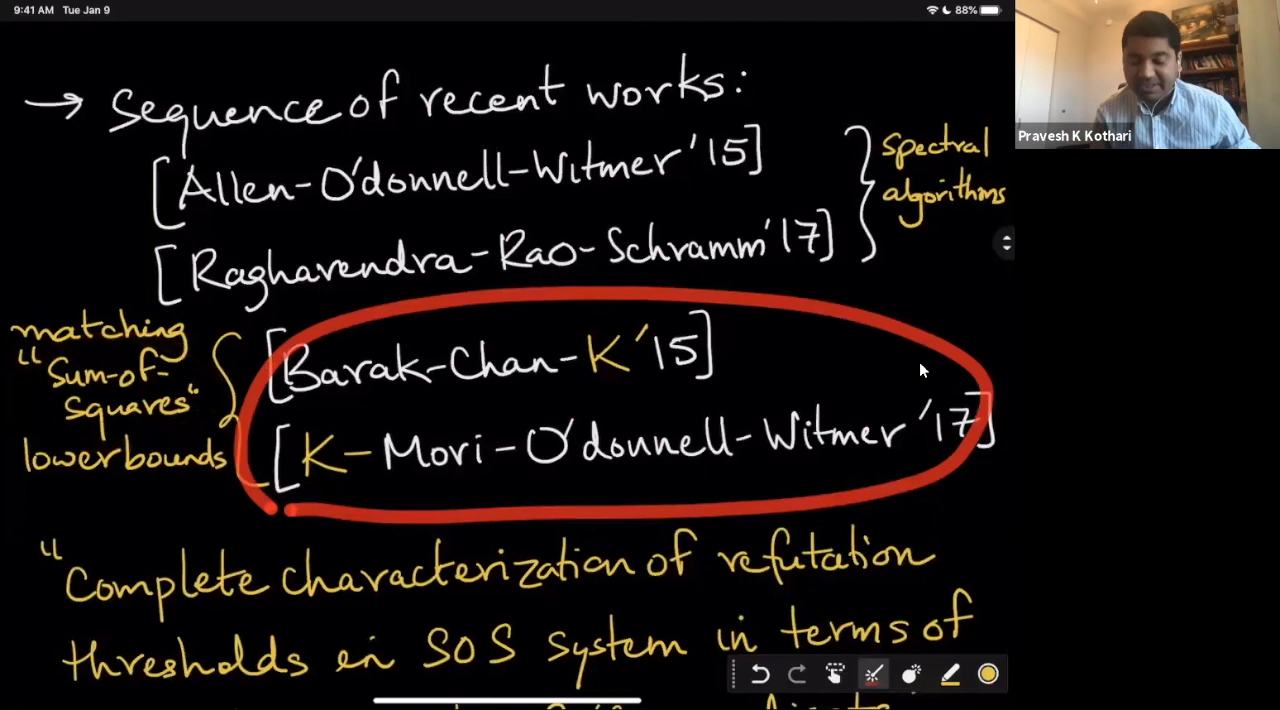 9:41 AM Tue Jan 9
88%
Pravesh K Kothari
→ Sequence of recent works:
[Allen-O'donnell-Witmer '15]
[Raghavendra-Rao-Schramm '17]
spectral
algorithms
matching
"Sum-of-
squares"
lowerbounds
[Barak-Chan-K '15]
[K-Mori-O'donnell-Witmer '17]
"Complete characterization of refutation
thresholds in SOS system in terms of